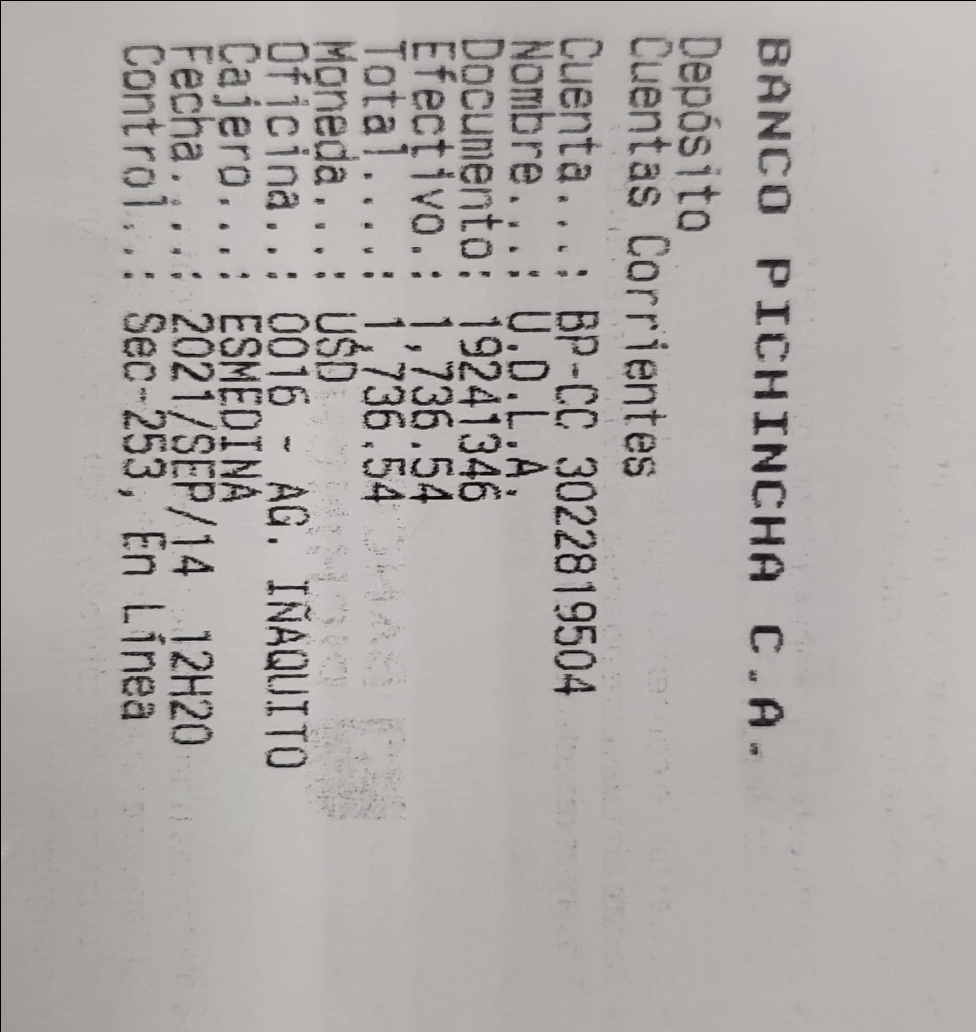 BANCO PICHINCHA C.A.
Depósito
Cuentas Corrientes
Cuenta...: BP-CC 3022819504
Nombre...: U.D.L.A.
Documento: 19241346
Efectivo.: 1,736.54
Total....: 1,736.54
Moneda...: USD
Oficina..: 0016 - AG. IÑAQUITO
Cajero...: ESMEDINA
Fecha....: 2021/SEP/14 12H20
Control..: Sec-253, En Línea